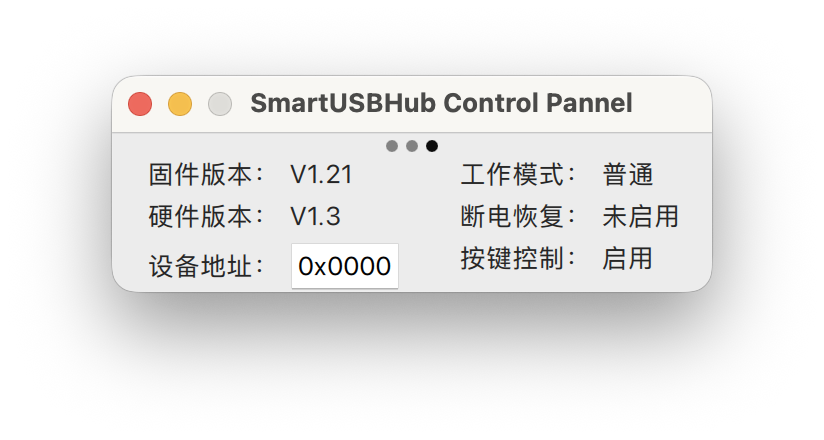 SmartUSBHub Control Pannel
固件版本： V1.21
硬件版本： V1.3
设备地址： 0x0000
工作模式： 普通
断电恢复： 未启用
按键控制： 启用